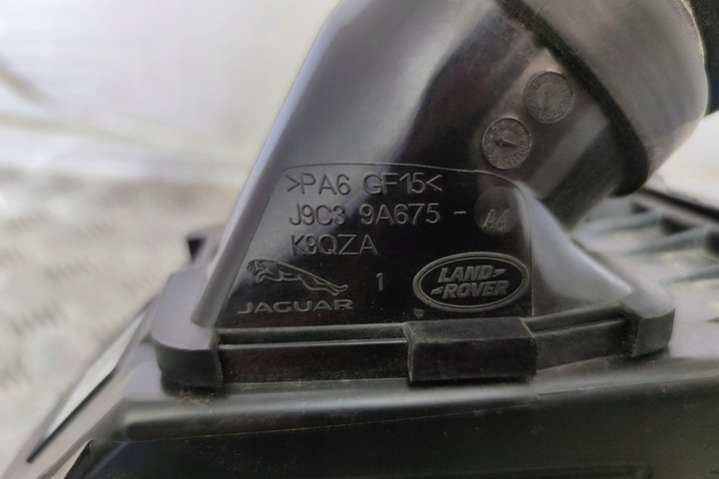 >PA6 GF15<
J9C3 9A675-
K9QZA
JAGUAR
1
LAND
ROVER